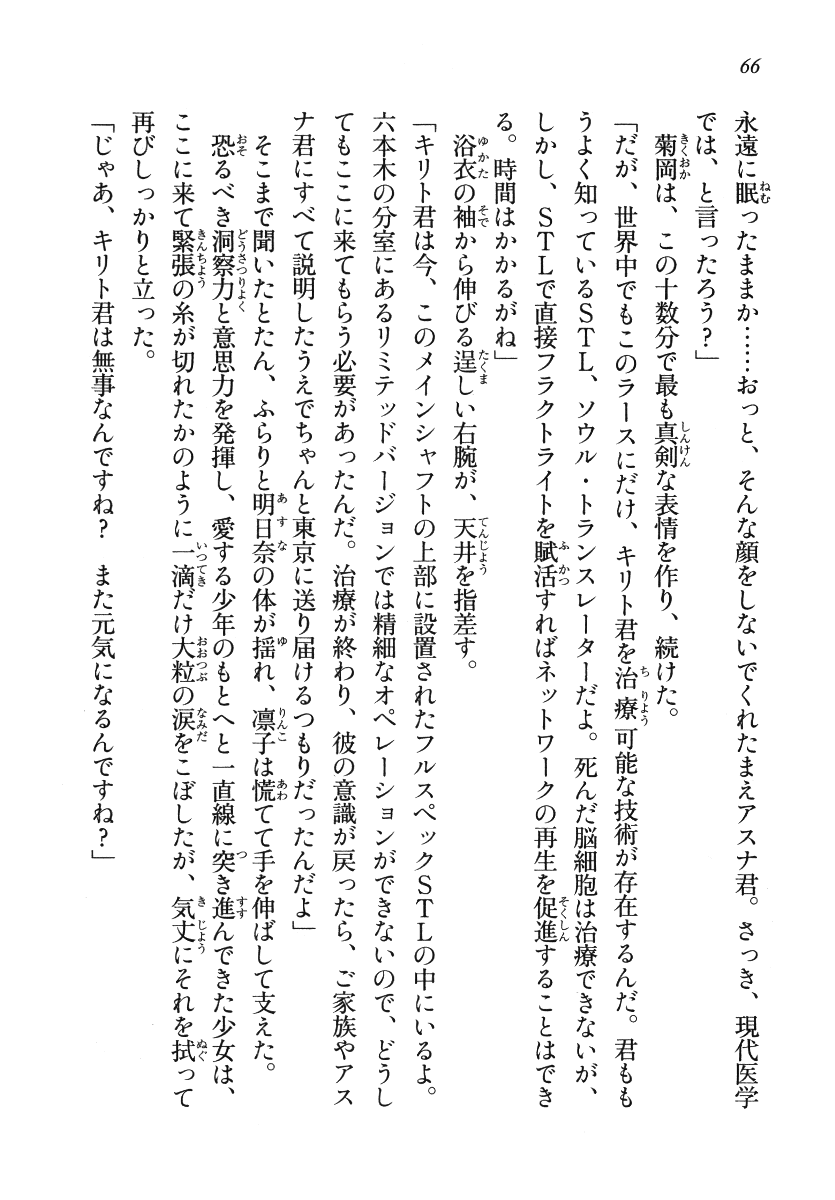 66
永遠に眠ったままか……おっと、そんな顔をしないでくれたまえアスナ君。さっき、現代医学
では、と言ったろう？」
　菊岡は、この十数分で最も真剣な表情を作り、続けた。
「だが、世界中でもこのラースにだけ、キリト君を治療可能な技術が存在するんだ。君もも
うよく知っているＳＴＬ、ソウル・トランスレーターだよ。死んだ脳細胞は治療できないが、
しかし、ＳＴＬで直接フラクトライトを賦活すればネットワークの再生を促進することはでき
る。時間はかかるがね」
　浴衣の袖から伸びる逞しい右腕が、天井を指差す。
「キリト君は今、このメインシャフトの上部に設置されたフルスペックＳＴＬの中にいるよ。
六本木の分室にあるリミテッドバージョンでは精細なオペレーションができないので、どうし
てもここに来てもらう必要があったんだ。治療が終わり、彼の意識が戻ったら、ご家族やアス
ナ君にすべて説明したうえでちゃんと東京に送り届けるつもりだったんだよ」
　そこまで聞いたとたん、ふらりと明日奈の体が揺れ、凛子は慌てて手を伸ばして支えた。
　恐るべき洞察力と意思力を発揮し、愛する少年のもとへと一直線に突き進んできた少女は、
ここに来て緊張の糸が切れたかのように一滴だけ大粒の涙をこぼしたが、気丈にそれを拭って
再びしっかりと立った。
「じゃあ、キリト君は無事なんですね？　また元気になるんですね？」